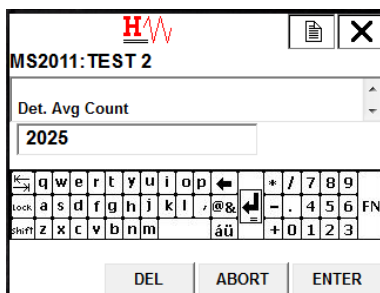 H
MS2011:TEST 2
Det. Avg Count
2025
q w e r t y u i o p * / 7 8 9
Lock a s d f g h j k l , @& - . 4 5 6 FN
Shift z x c v b n m áü + 0 1 2 3
DEL ABORT ENTER